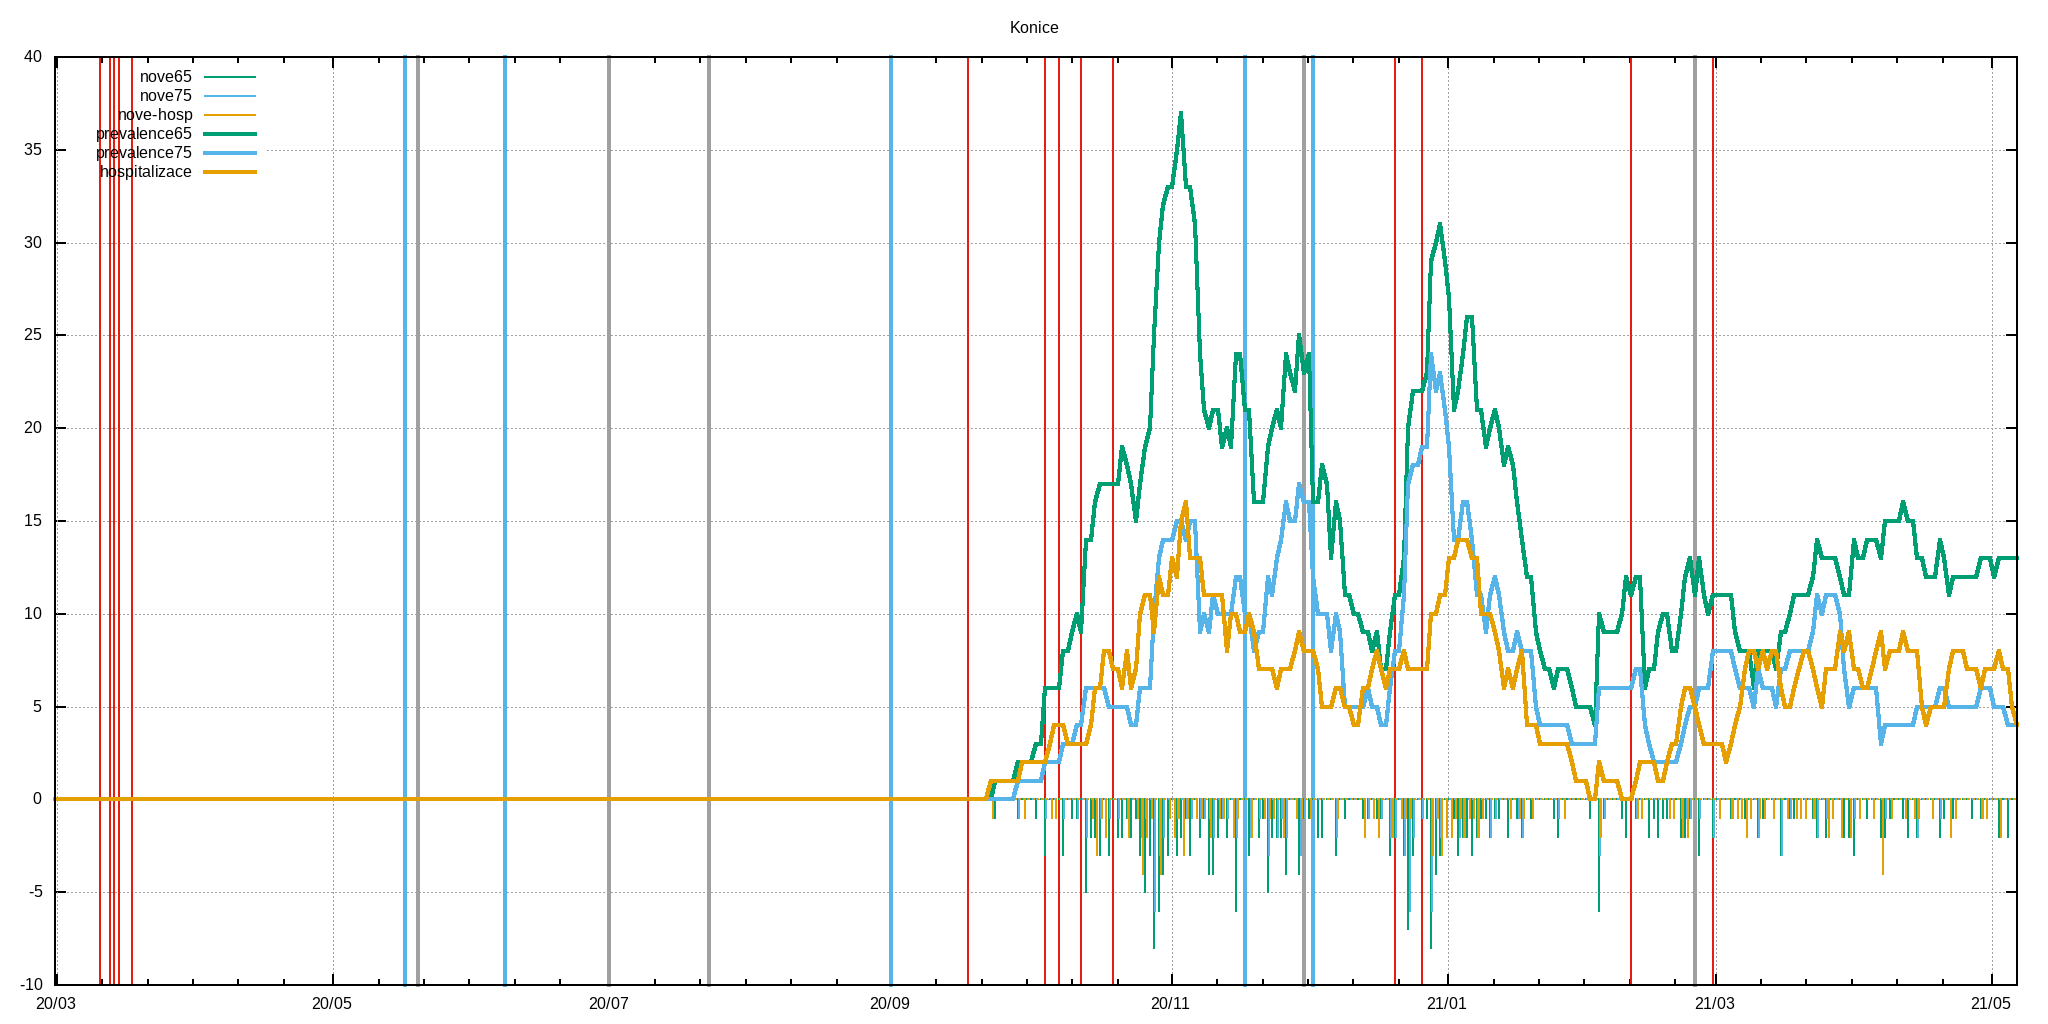 Konice
nove65
nove75
nove-hosp
prevalence65
prevalence75
hospitalizace
40
35
30
25
20
15
10
5
0
-5
-10
20/03 20/05 20/07 20/09 20/11 21/01 21/03 21/05